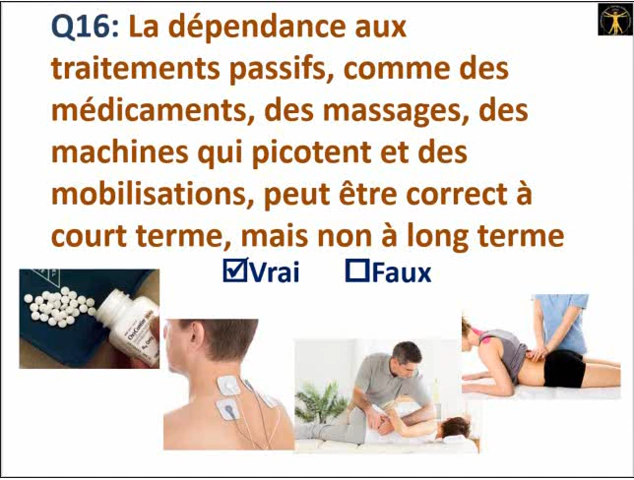 Q16: La dépendance aux
traitements passifs, comme des
médicaments, des massages, des
machines qui picotent et des
mobilisations, peut être correct à
court terme, mais non à long terme
☑Vrai ☐Faux